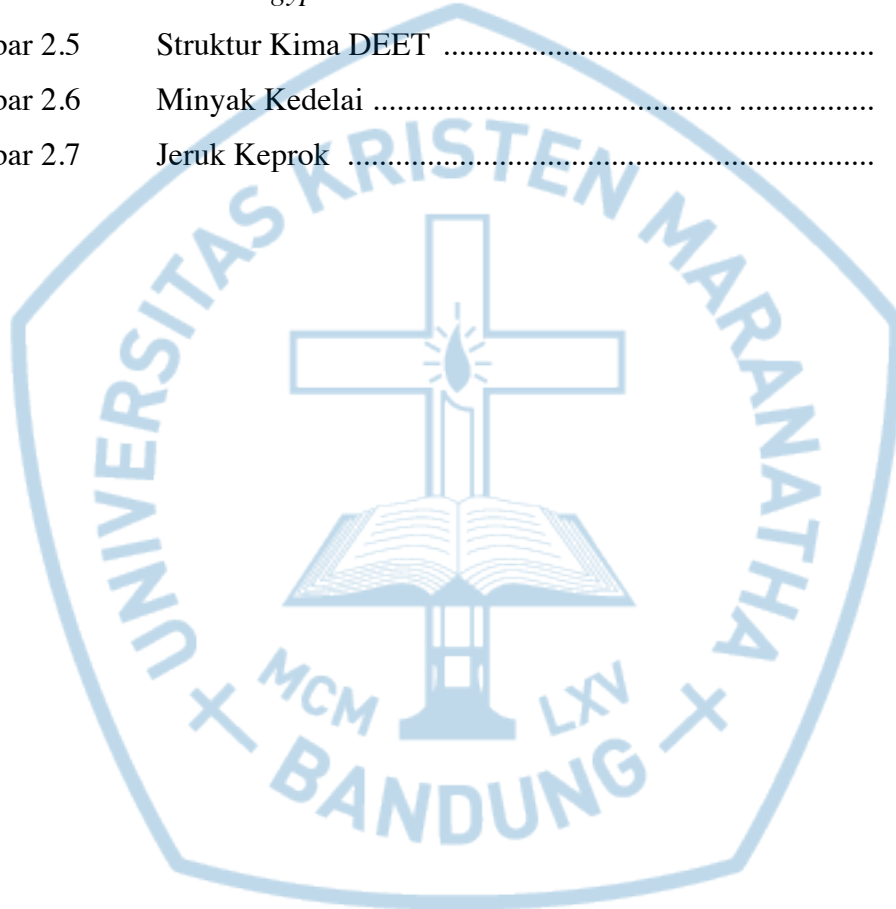 bar 2.5 Struktur Kima DEET .......................................................
bar 2.6 Minyak Kedelai .............................................. .................
bar 2.7 Jeruk Keprok ...................................................................
UNIVERSITAS KRISTEN MARANATHA
MCM LXV
+ BANDUNG +